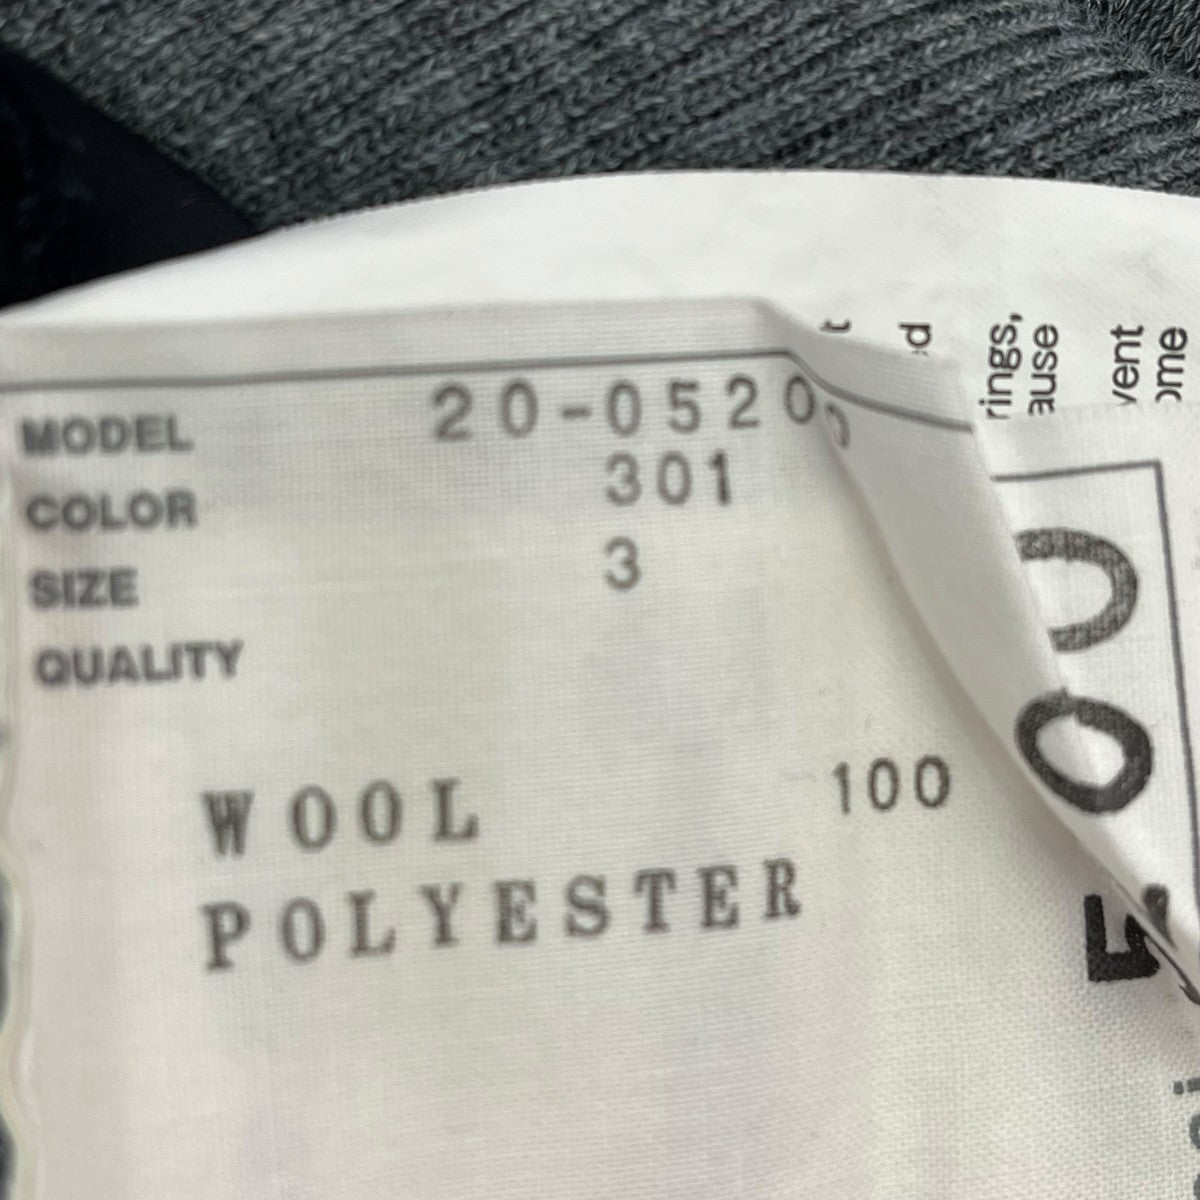 MODEL 20-0520
COLOR 301
SIZE 3
QUALITY
WOOL 100
POLYESTER
rings,
ause
vent
ome